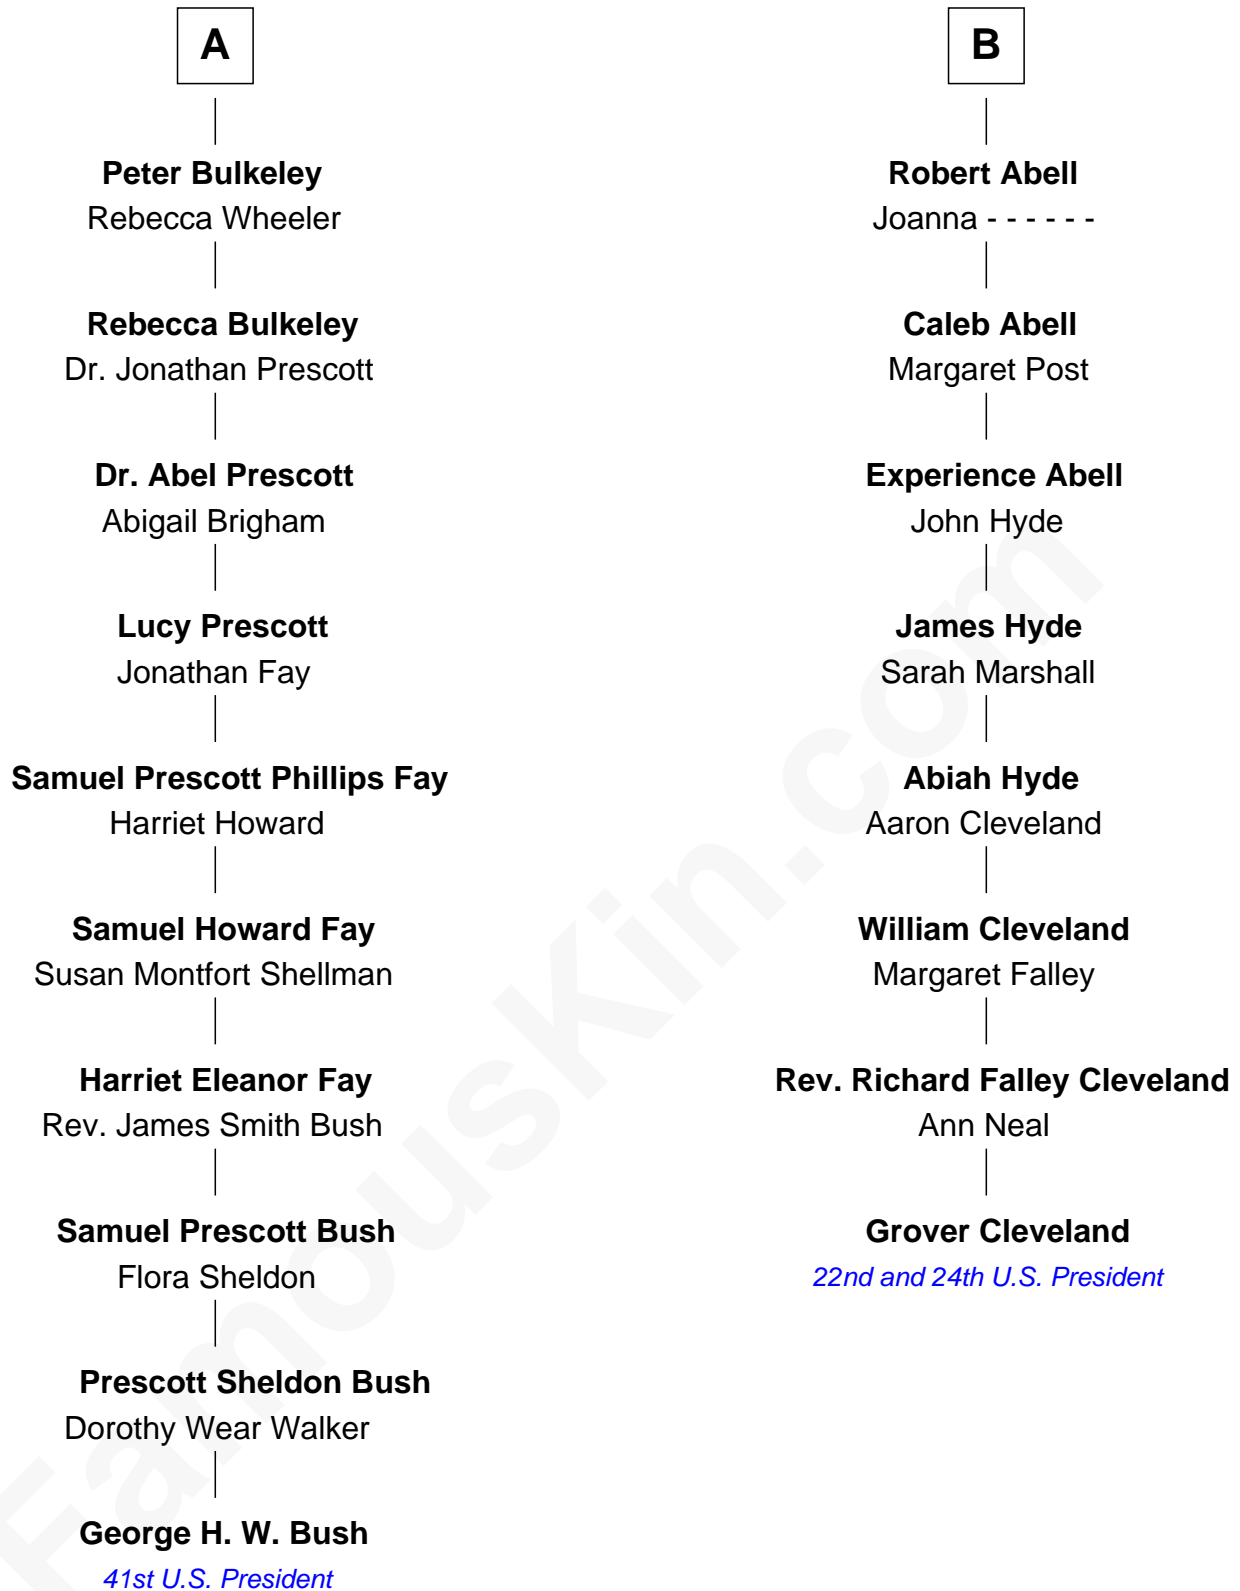 A
Peter Bulkeley
Rebecca Wheeler
Rebecca Bulkeley
Dr. Jonathan Prescott
Dr. Abel Prescott
Abigail Brigham
Lucy Prescott
Jonathan Fay
Samuel Prescott Phillips Fay
Harriet Howard
Samuel Howard Fay
Susan Montfort Shellman
Harriet Eleanor Fay
Rev. James Smith Bush
Samuel Prescott Bush
Flora Sheldon
Prescott Sheldon Bush
Dorothy Wear Walker
George H. W. Bush
41st U.S. President
B
Robert Abell
Joanna - - - - - -
Caleb Abell
Margaret Post
Experience Abell
John Hyde
James Hyde
Sarah Marshall
Abiah Hyde
Aaron Cleveland
William Cleveland
Margaret Falley
Rev. Richard Falley Cleveland
Ann Neal
Grover Cleveland
22nd and 24th U.S. President
FamousKin.com